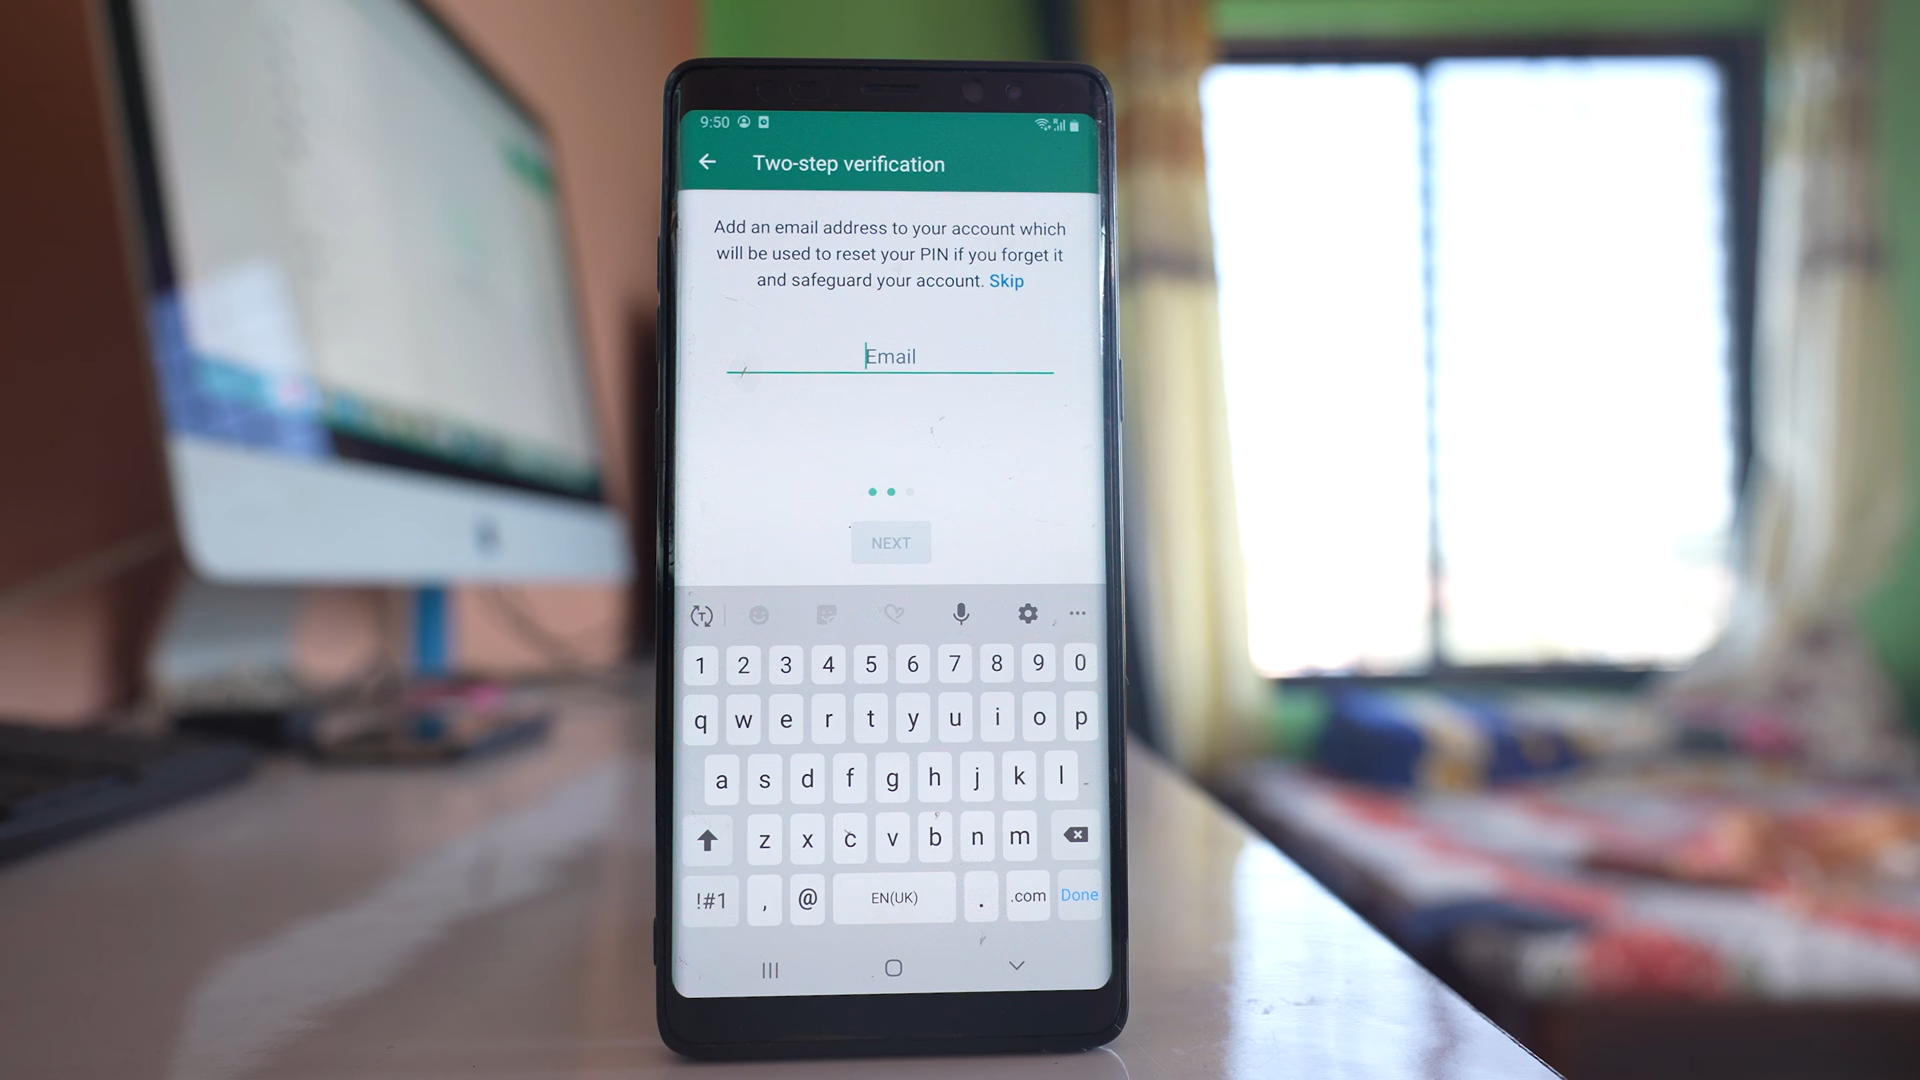 9:50
Two-step verification
Add an email address to your account which
will be used to reset your PIN if you forget it
and safeguard your account. Skip
Email
NEXT
1 2 3 4 5 6 7 8 9 0
q w e r t y u i o p
a s d f g h j k l
z x c v b n m
!#1 , @ EN(UK) . .com Done